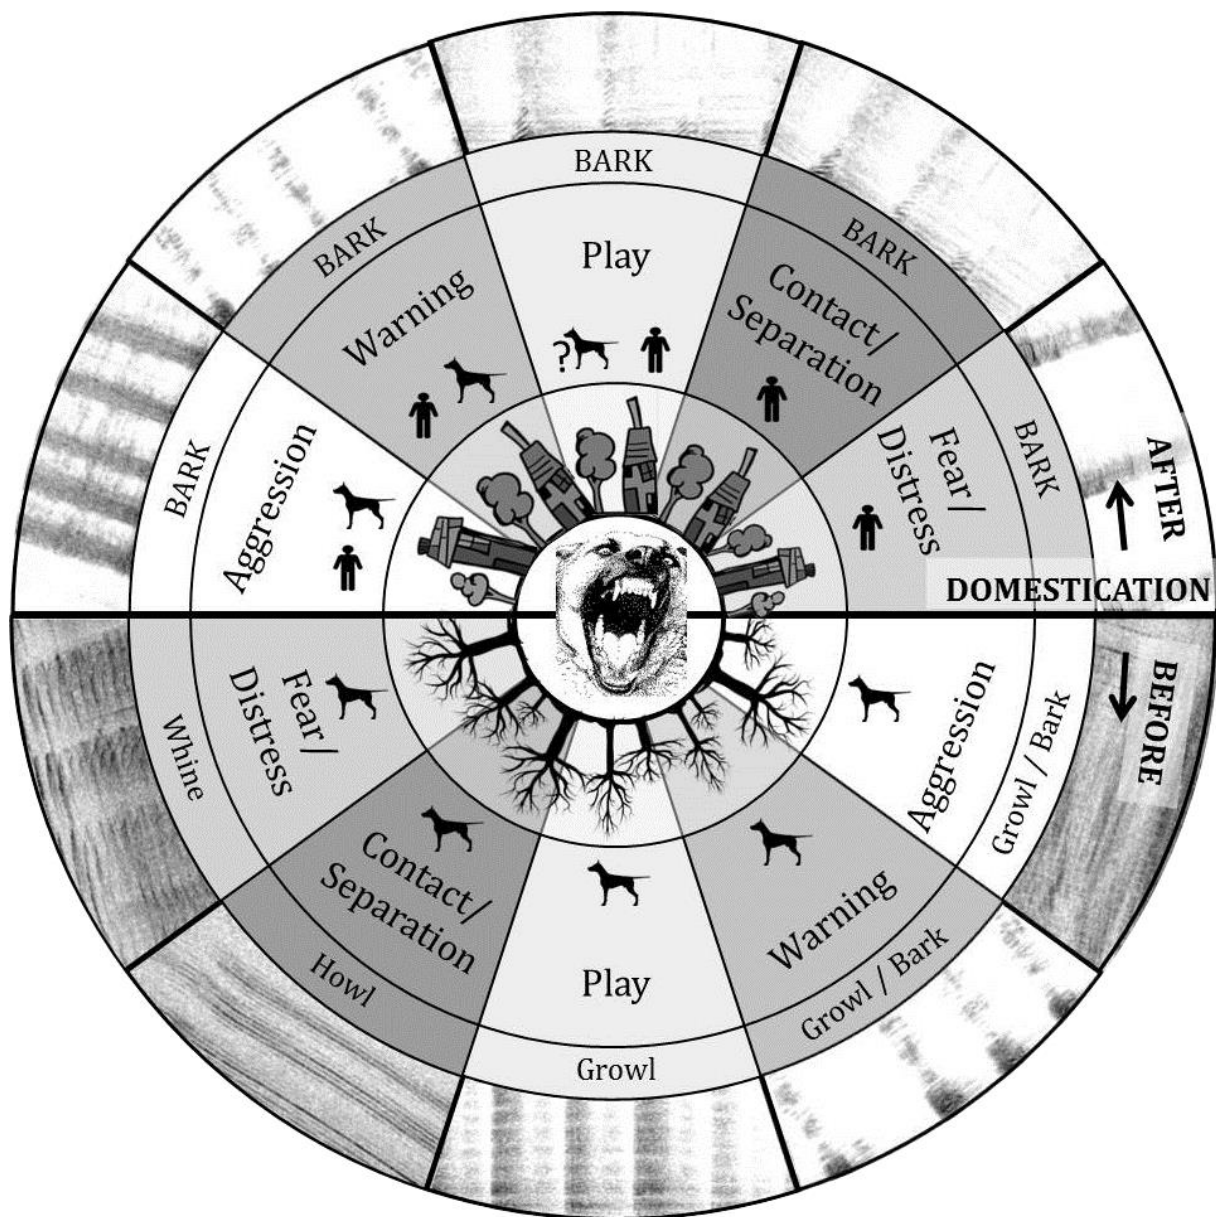 BARK
BARK
BARK
BARK
BARK
Play
Warning
Contact/
Separation
Aggression
?
Fear/
Distress
AFTER
DOMESTICATION
BEFORE
Fear/
Distress
Whine
Contact/
Separation
Howl
Play
Growl
Warning
Growl / Bark
Aggression
Growl / Bark